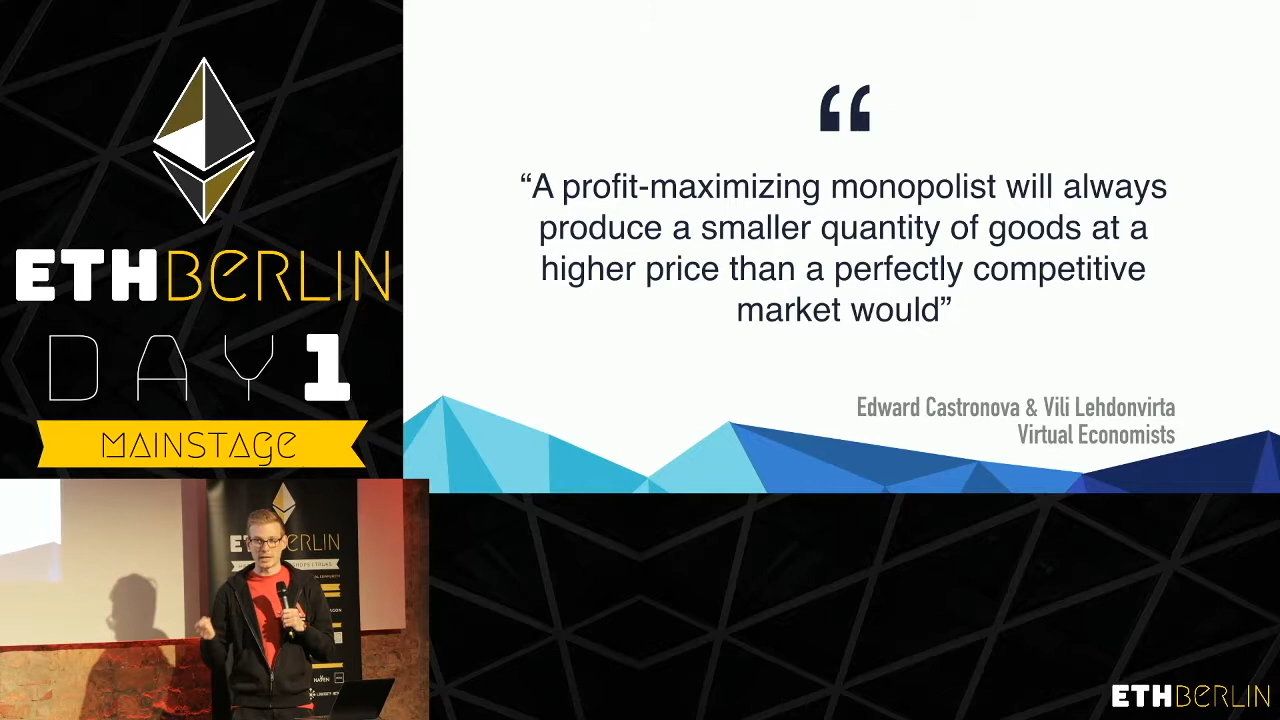 ETHBERLIN
DAY1
MAINSTAGE
“
“A profit-maximizing monopolist will always
produce a smaller quantity of goods at a
higher price than a perfectly competitive
market would”
Edward Castronova & Vili Lehdonvirta
Virtual Economists
ETHBERLIN